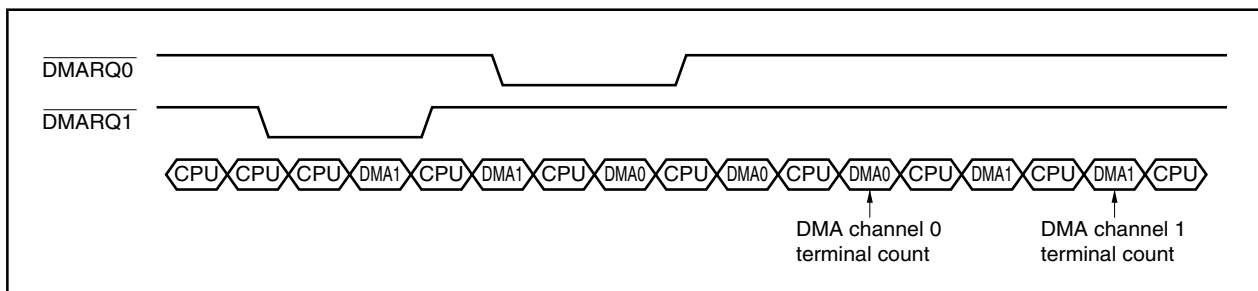 DMARQ0
DMARQ1
CPU CPU CPU DMA1 CPU DMA1 CPU DMA0 CPU DMA0 CPU DMA0 CPU DMA1 CPU DMA1 CPU
DMA channel 0
terminal count
DMA channel 1
terminal count